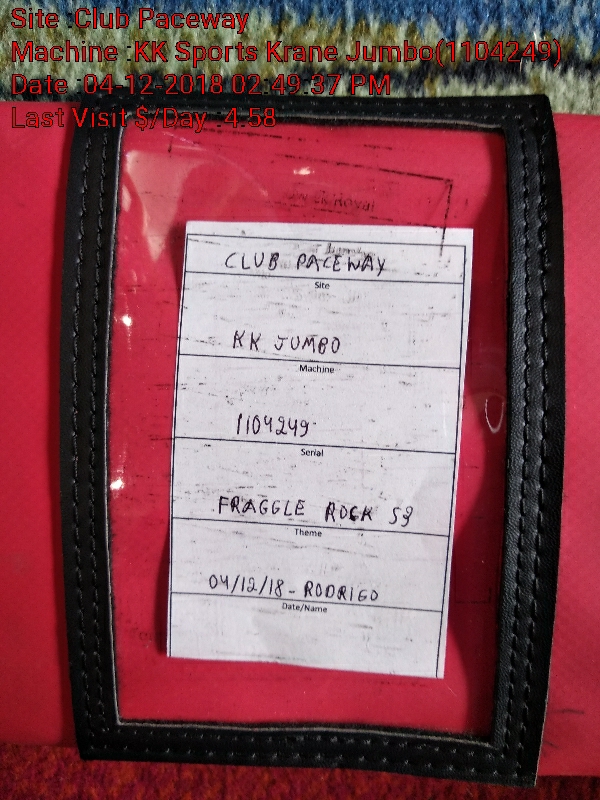 Site :Club Paceway
Machine :KK Sports Krane Jumbo(1104249)
Date :04-12-2018 02:49:37 PM
Last Visit $/Day :4.58
Royal
CLUB PACEWAY
Site
KK JUMBO
Machine
1104249
Serial
FRAGGLE ROCK S3
Theme
04/12/18 - RODRIGO
Date/Name